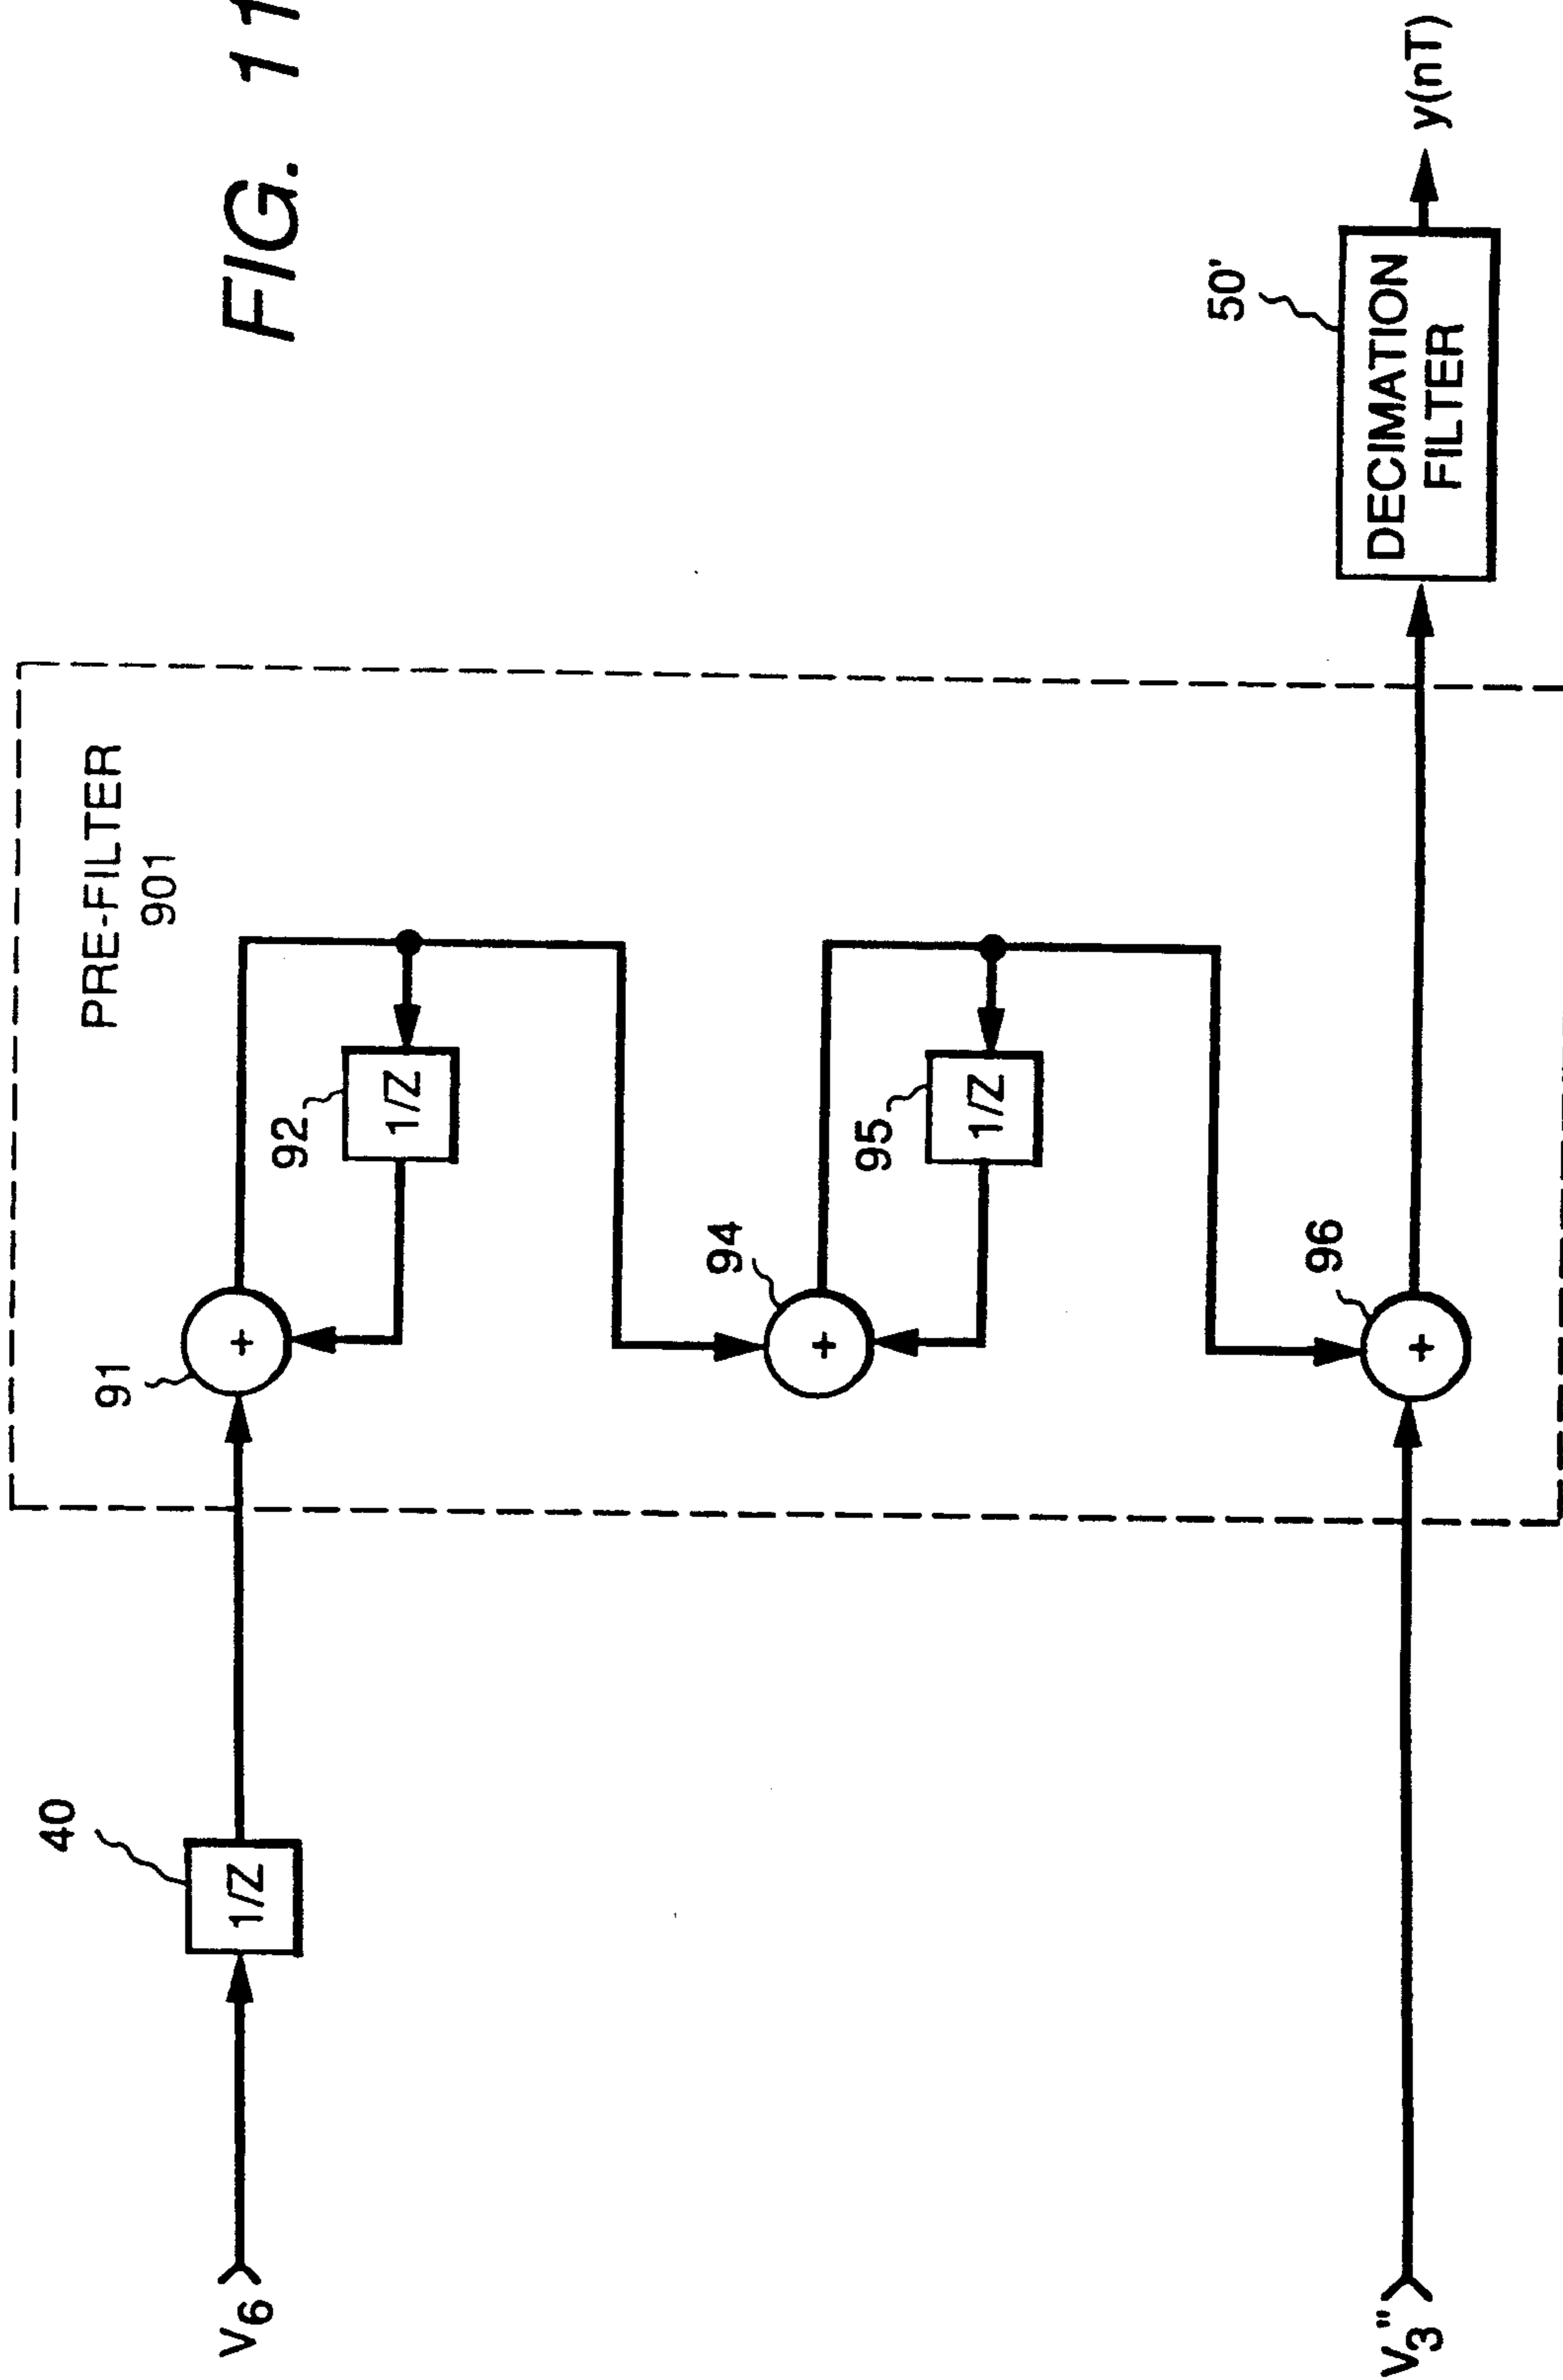 FIG. 11
PRE-FILTER
901
V6
40
1/Z
91
+
92
1/Z
94
+
95
1/Z
V3"
96
+
50'
DECIMATION
FILTER
y(nT)